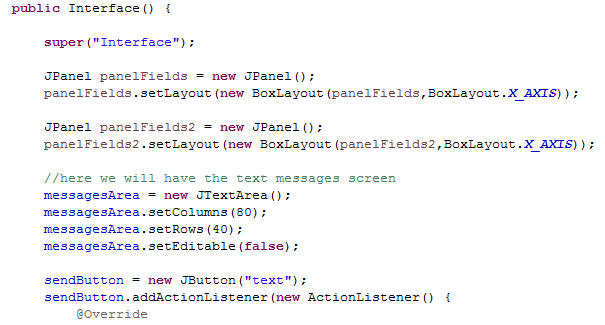 public Interface() {
super("Interface");
JPanel panelFields = new JPanel();
panelFields.setLayout(new BoxLayout(panelFields,BoxLayout.X_AXIS));
JPanel panelFields2 = new JPanel();
panelFields2.setLayout(new BoxLayout(panelFields2,BoxLayout.X_AXIS));
//here we will have the text messages screen
messagesArea = new JTextArea();
messagesArea.setColumns(80);
messagesArea.setRows(40);
messagesArea.setEditable(false);
sendButton = new JButton("text");
sendButton.addActionListener(new ActionListener() {
@Override